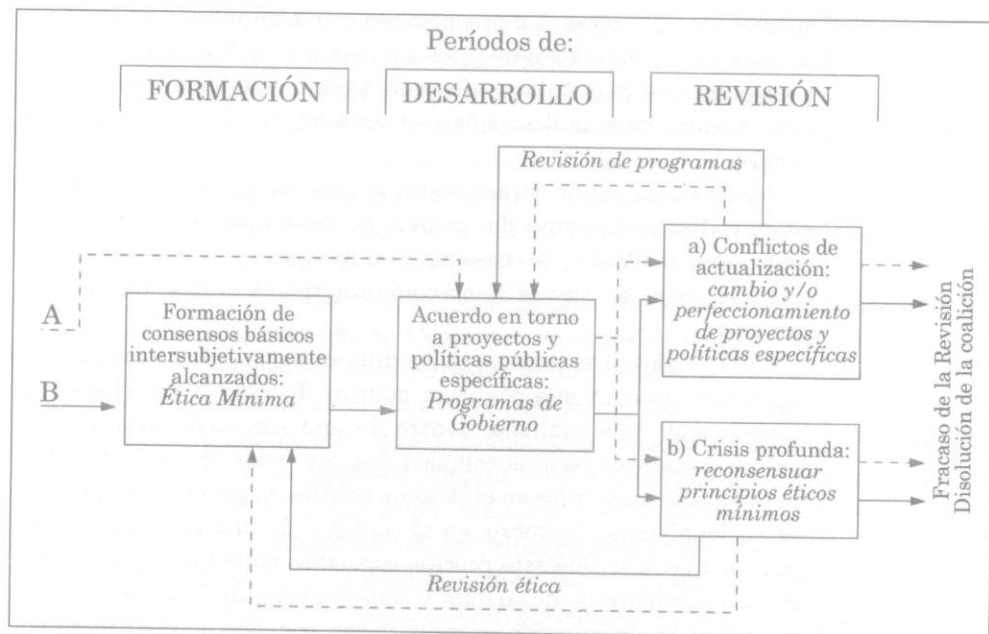 Períodos de:
FORMACIÓN
DESARROLLO
REVISIÓN
Revisión de programas
A
B
Formación de
consensos básicos
intersubjetivamente
alcanzados:
Ética Mínima
Acuerdo en torno
a proyectos
y políticas públicas
específicas:
Programas de
Gobierno
a) Conflictos de
actualización:
cambio y/o
perfeccionamiento
de proyectos y
políticas específicas
b) Crisis profunda:
reconsensuar
principios éticos
mínimos
Fracaso de la Revisión
Disolución de la coalición
Revisión ética